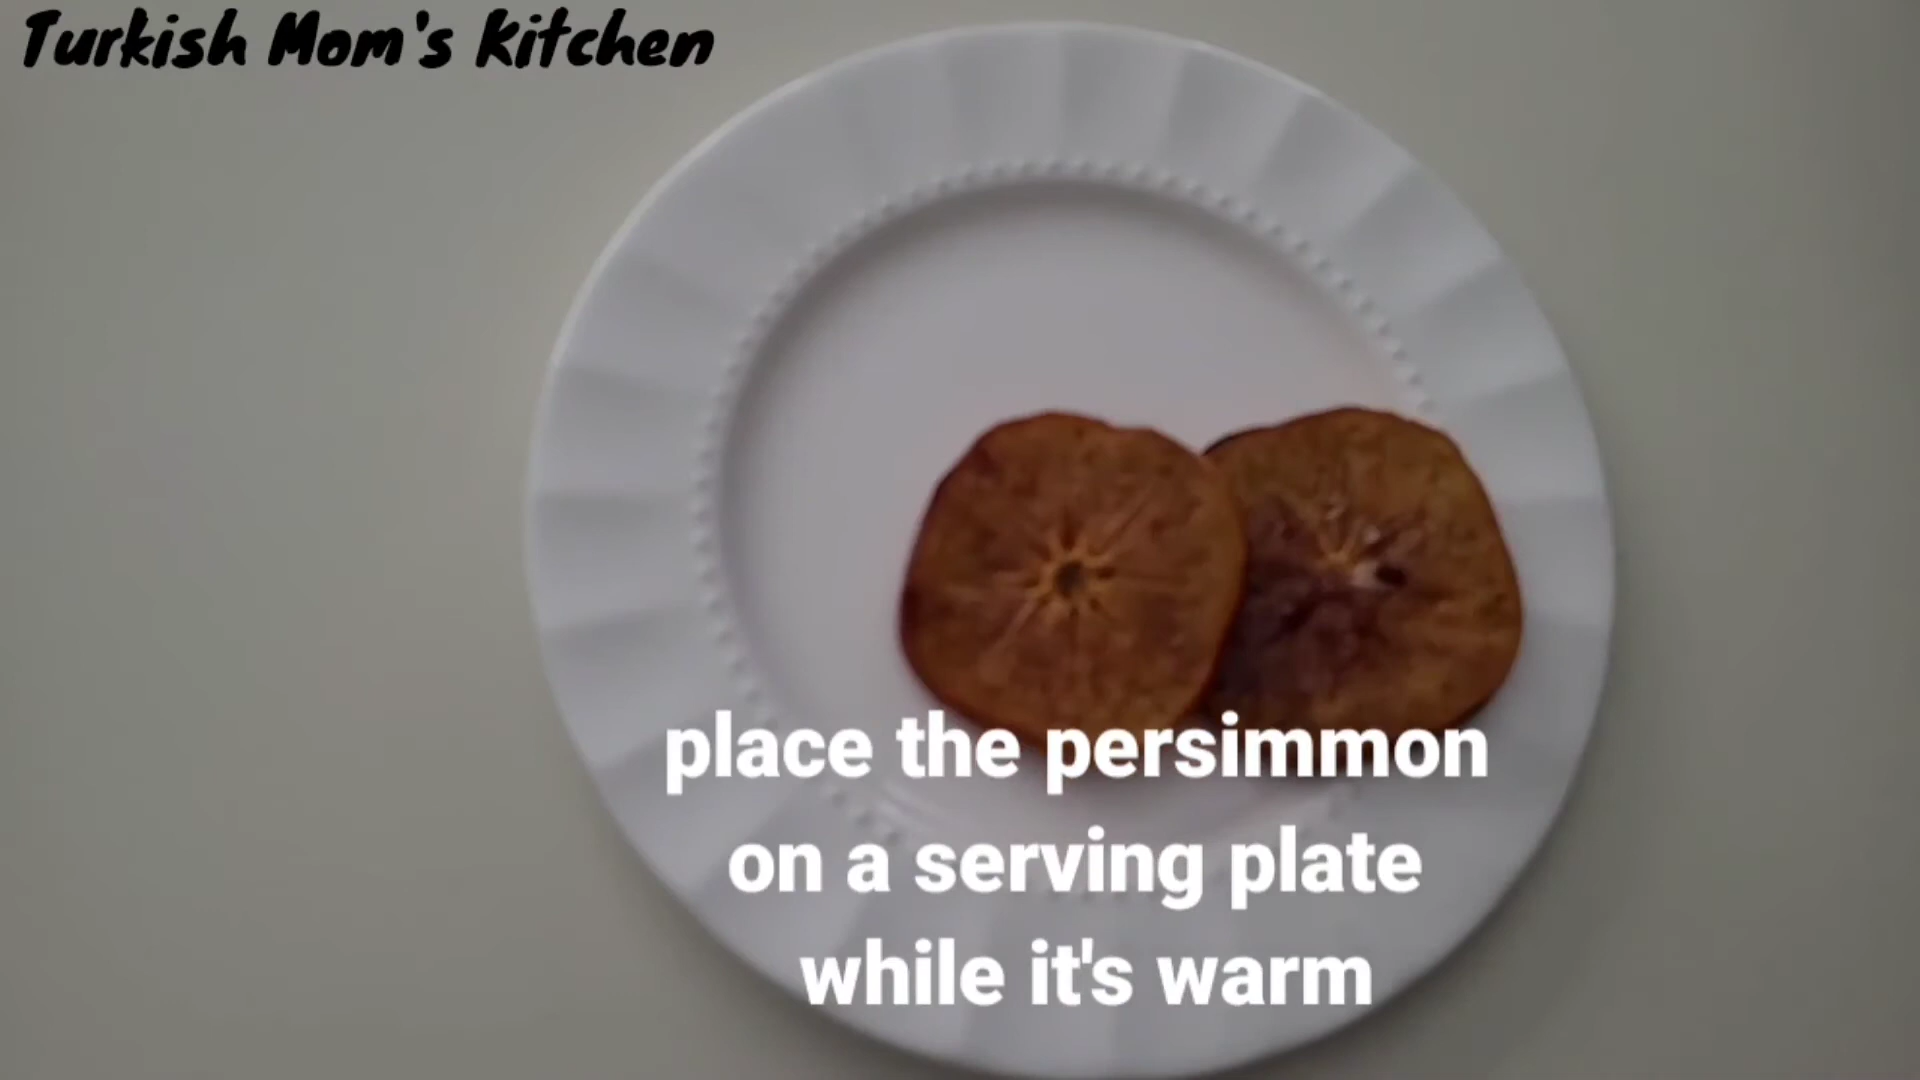 Turkish Mom's Kitchen
place the persimmon
on a serving plate
while it's warm